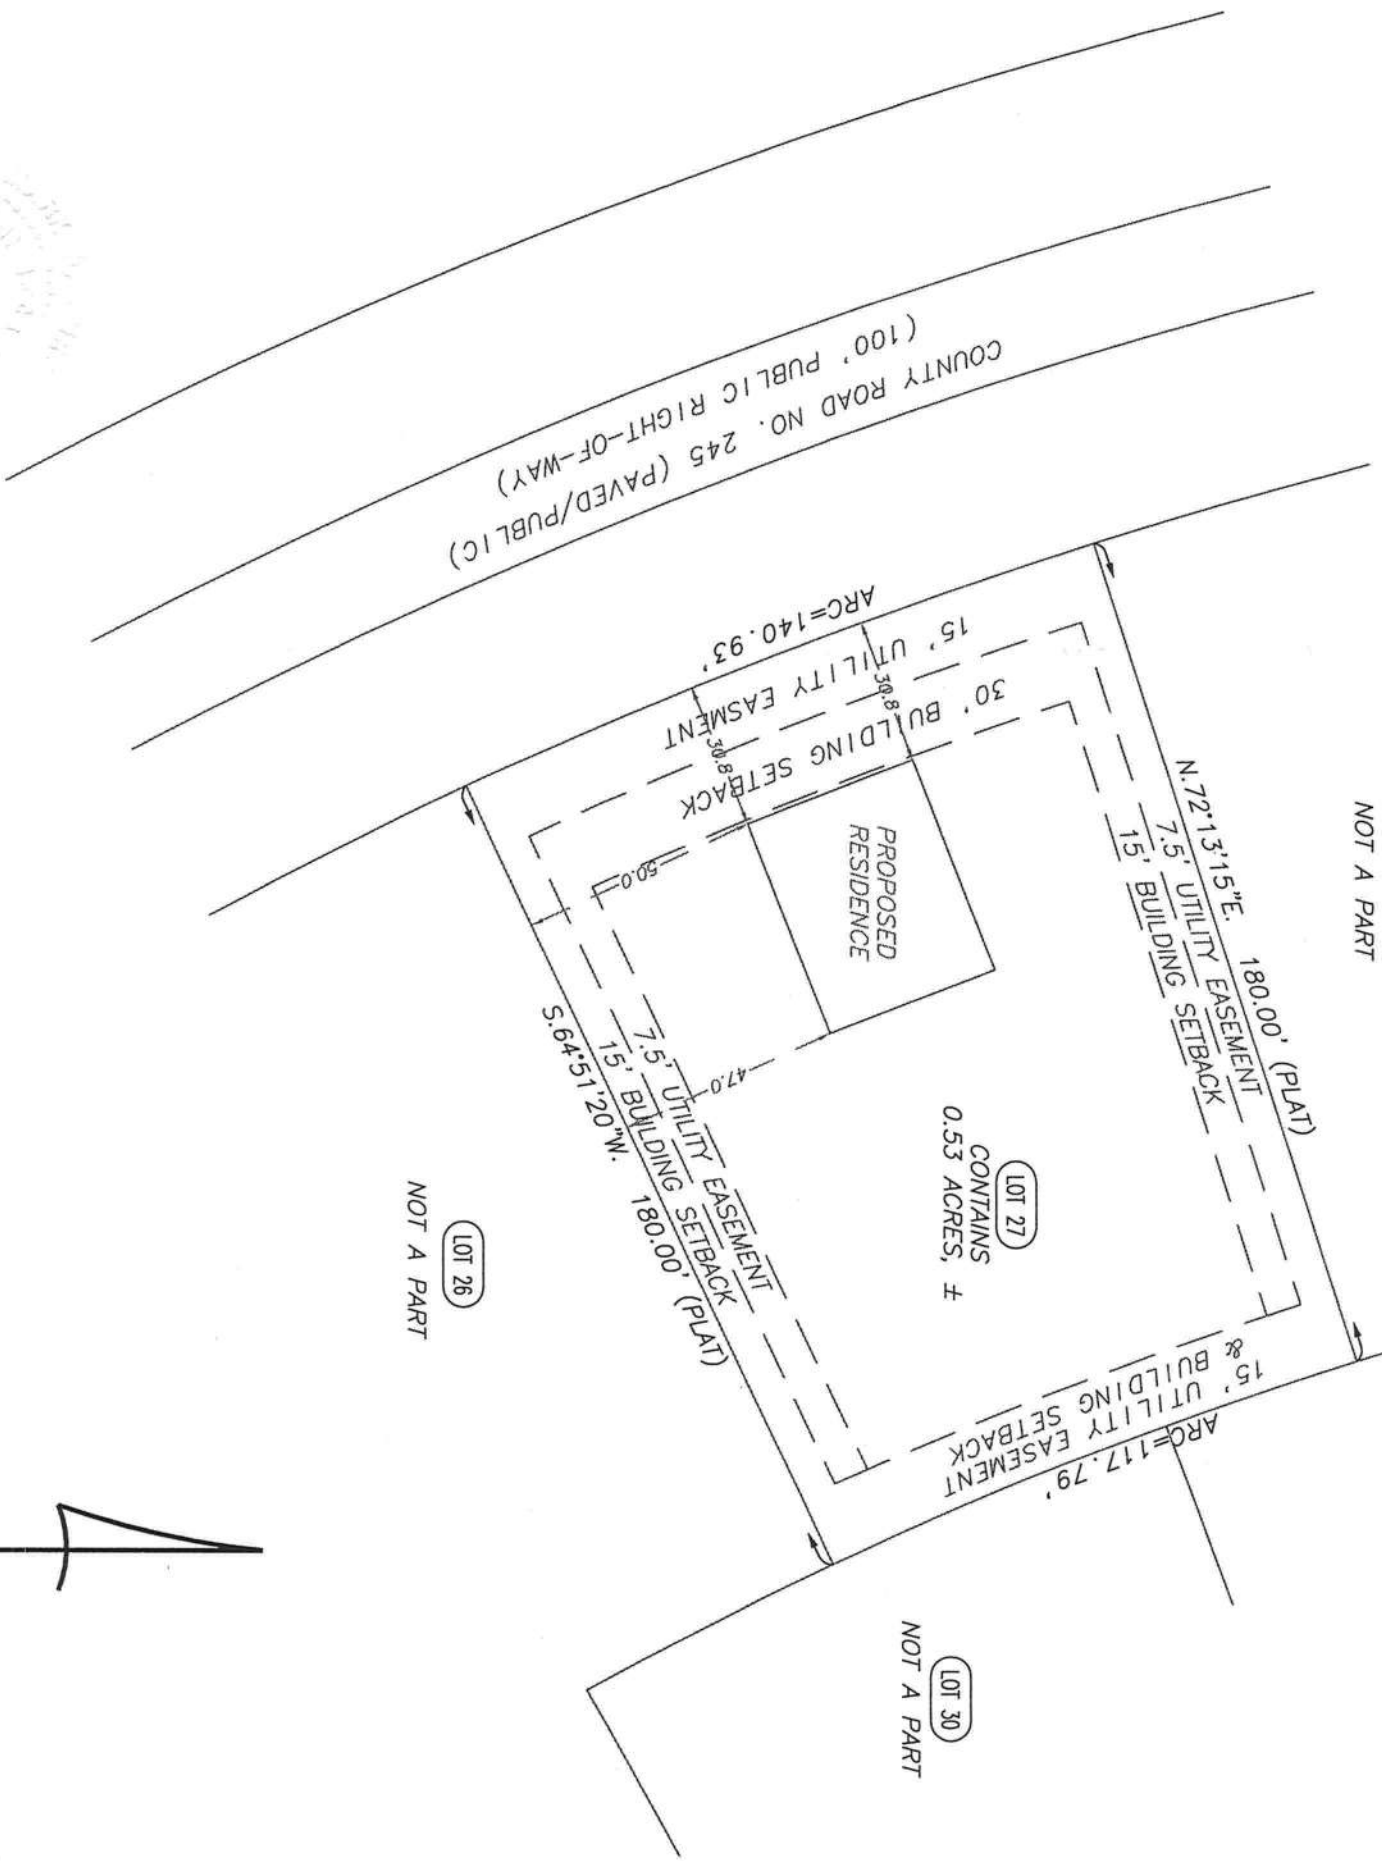 COUNTY ROAD NO. 245 (PAVED/PUBLIC)
(100' PUBLIC RIGHT-OF-WAY)
ARC=140.93'
15' UTILITY EASMENT
30' BUILDING SETBACK
30.8
30.8
PROPOSED
RESIDENCE
50.0
47.0
N.72°13'15"E. 180.00' (PLAT)
7.5' UTILITY EASEMENT
15' BUILDING SETBACK
NOT A PART
LOT 27
CONTAINS
0.53 ACRES, ±
7.5' UTILITY EASEMENT
15' BUILDING SETBACK
S.64°51'20"W. 180.00' (PLAT)
LOT 26
NOT A PART
15' UTILITY EASEMENT
& BUILDING SETBACK
ARC=117.79'
LOT 30
NOT A PART